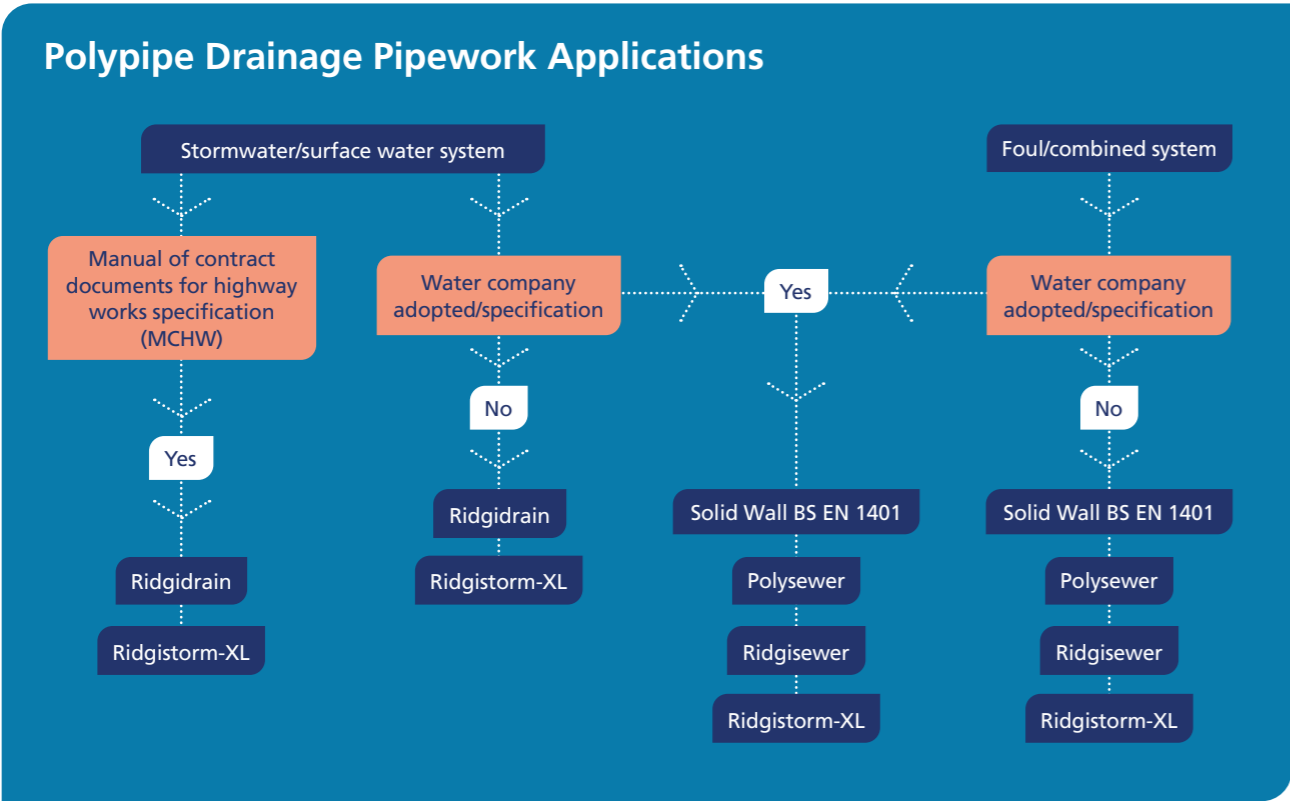 Polypipe Drainage Pipework Applications
Stormwater/surface water system
Foul/combined system
Manual of contract
documents for highway
works specification
(MCHW)
Water company
adopted/specification
Yes
Water company
adopted/specification
No
No
Yes
Ridgidrain
Solid Wall BS EN 1401
Solid Wall BS EN 1401
Ridgidrain
Ridgistorm-XL
Polysewer
Polysewer
Ridgistorm-XL
Ridgisewer
Ridgisewer
Ridgistorm-XL
Ridgistorm-XL